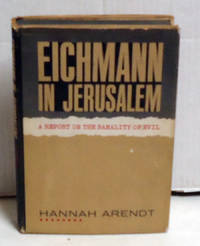 EICHMANN
IN JERUSALEM
A REPORT ON THE BANALITY OF EVIL
HANNAH ARENDT